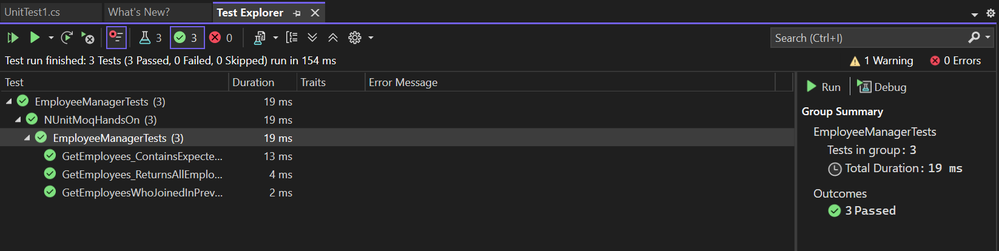 UnitTest1.cs What's New? Test Explorer
3 3 0 Search (Ctrl+I)
Test run finished: 3 Tests (3 Passed, 0 Failed, 0 Skipped) run in 154 ms 1 Warning 0 Errors
Test Duration Traits Error Message
Run Debug
EmployeeManagerTests (3) 19 ms
NUnitMoqHandsOn (3) 19 ms
EmployeeManagerTests (3) 19 ms
GetEmployees_ContainsExpecte... 13 ms
GetEmployees_ReturnsAllEmplo... 4 ms
GetEmployeesWhoJoinedInPrev... 2 ms
Group Summary
EmployeeManagerTests
Tests in group: 3
Total Duration: 19 ms
Outcomes
3 Passed